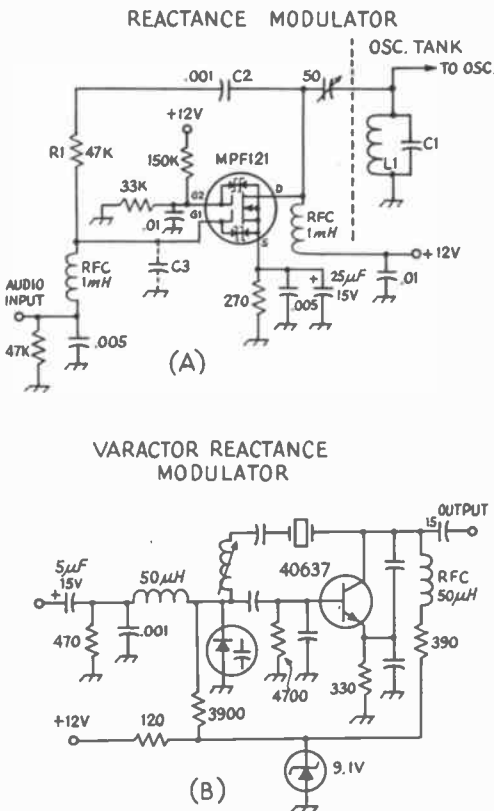 REACTANCE MODULATOR
OSC. TANK
TO OSC.
.001
C2
50
+12V
R1
47K
150K
MPF121
C1
L1
33K
G2
D
.01
G1
S
RFC
1mH
C3
RFC
1mH
+12V
AUDIO
INPUT
270
.005
+
25µF
15V
.01
47K
.005
(A)
VARACTOR REACTANCE
MODULATOR
OUTPUT
15
5µF
15V
+
50µH
40637
RFC
50µH
470
.001
4700
330
390
3900
+12V
120
9.1V
(B)